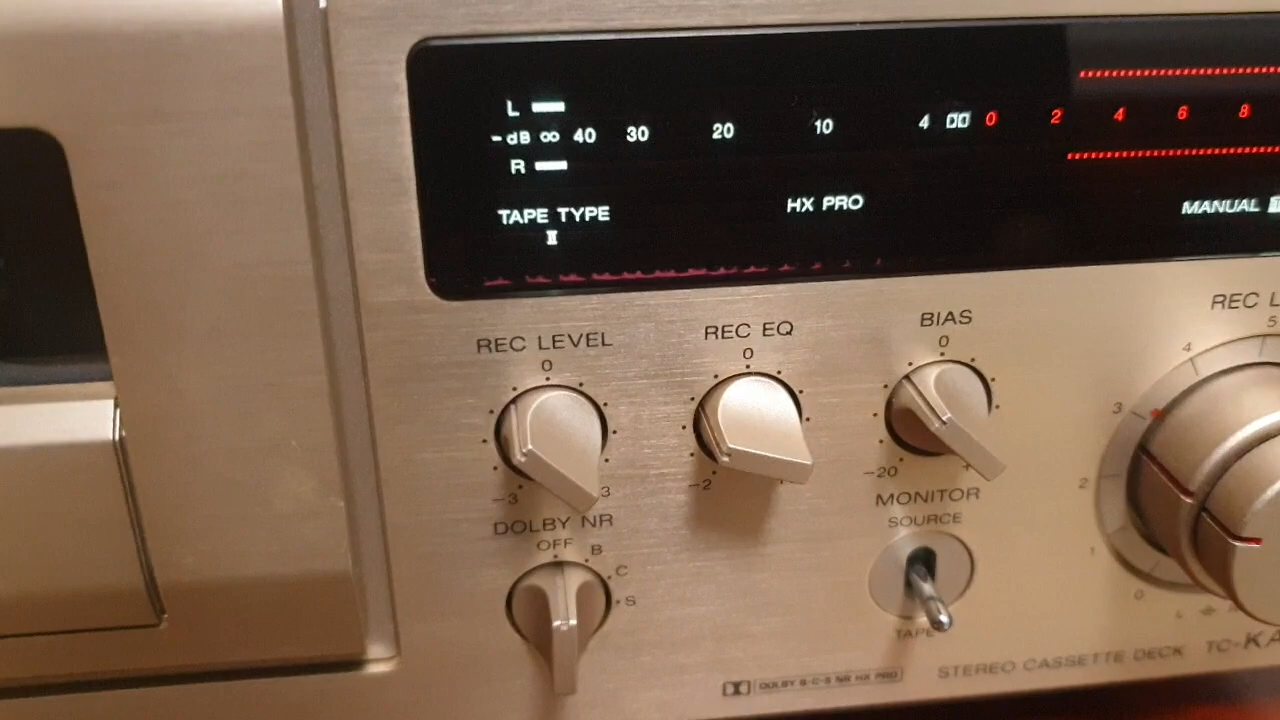 L
-dB ∞ 40 30 20 10 4 0 2 4 6 8
R
TAPE TYPE
II
HX PRO
MANUAL
REC LEVEL
0
-3 3
REC EQ
0
-2
BIAS
0
-20 +
REC L
0 1 2 3 4 5
DOLBY NR
OFF B C S
MONITOR
SOURCE
TAPE
DOLBY B-C-S NR HX PRO
STEREO CASSETTE DECK TC-KA